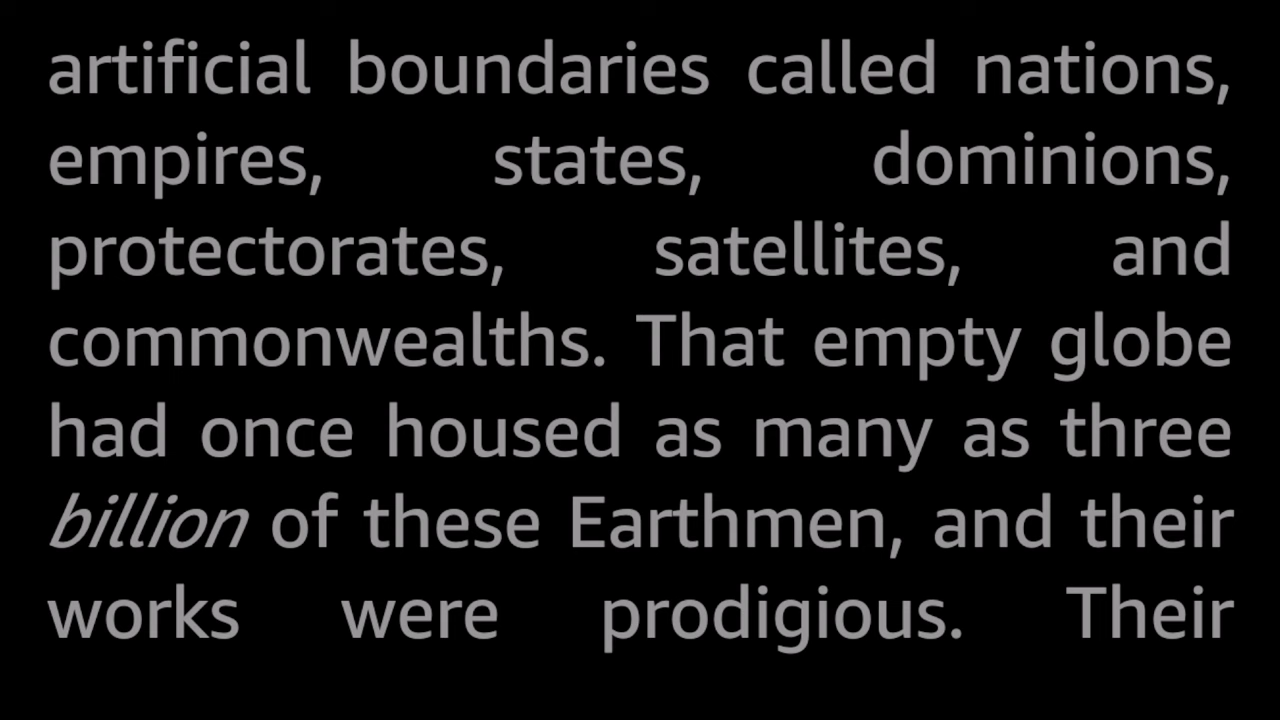 artificial boundaries called nations,
empires, states, dominions,
protectorates, satellites, and
commonwealths. That empty globe
had once housed as many as three
billion of these Earthmen, and their
works were prodigious. Their